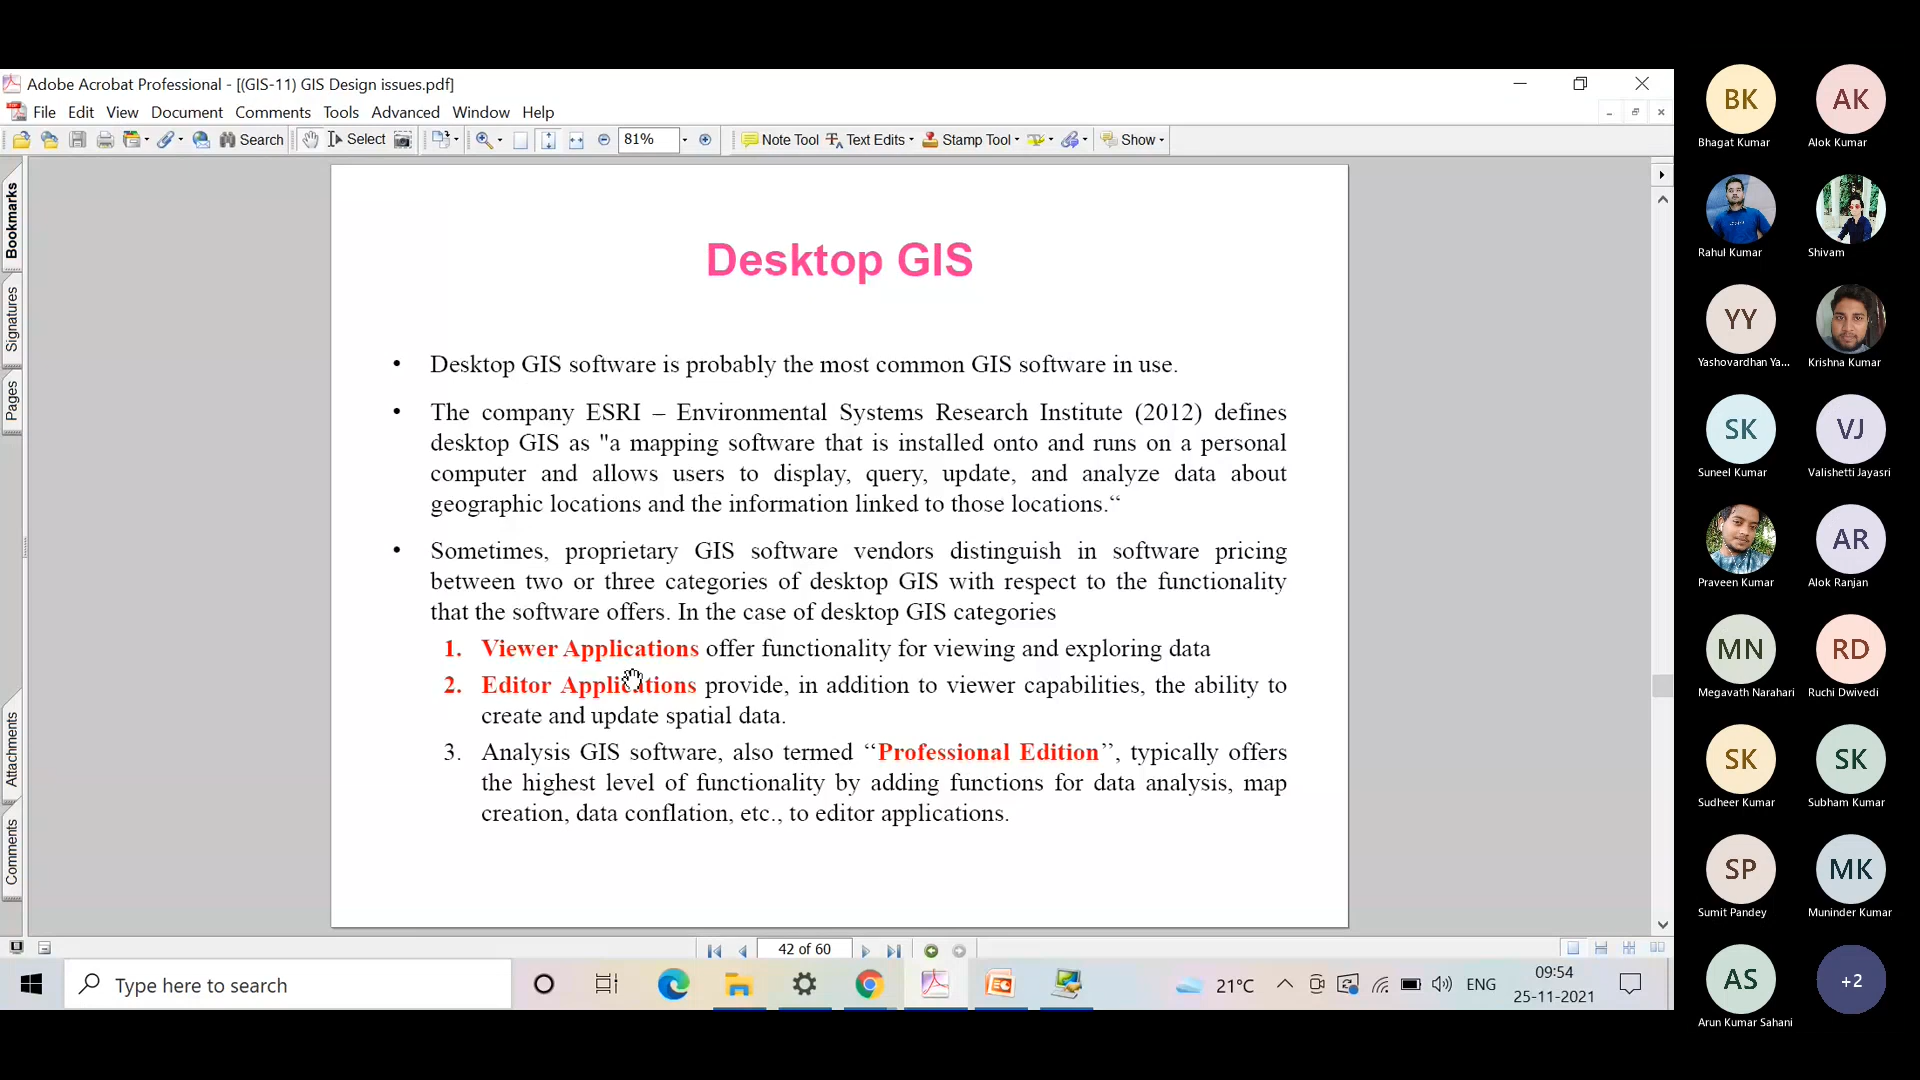 Adobe Acrobat Professional - [(GIS-11) GIS Design issues.pdf]
File Edit View Document Comments Tools Advanced Window Help
Search Select 81% Note Tool Text Edits Stamp Tool Show
Bookmarks
Signatures
Pages
Attachments
Comments
Desktop GIS
• Desktop GIS software is probably the most common GIS software in use.
• The company ESRI – Environmental Systems Research Institute (2012) defines
desktop GIS as "a mapping software that is installed onto and runs on a personal
computer and allows users to display, query, update, and analyze data about
geographic locations and the information linked to those locations.“
• Sometimes, proprietary GIS software vendors distinguish in software pricing
between two or three categories of desktop GIS with respect to the functionality
that the software offers. In the case of desktop GIS categories
1. Viewer Applications offer functionality for viewing and exploring data
2. Editor Applications provide, in addition to viewer capabilities, the ability to
create and update spatial data.
3. Analysis GIS software, also termed ‘‘Professional Edition’’, typically offers
the highest level of functionality by adding functions for data analysis, map
creation, data conflation, etc., to editor applications.
42 of 60
Type here to search
21°C
ENG
09:54
25-11-2021
BK AK
Bhagat Kumar Alok Kumar
Rahul Kumar Shivam
YY
Yashovardhan Ya... Krishna Kumar
SK VJ
Suneel Kumar Valishetti Jayasri
AR
Praveen Kumar Alok Ranjan
MN RD
Megavath Narahari Ruchi Dwivedi
SK SK
Sudheer Kumar Subham Kumar
SP MK
Sumit Pandey Muninder Kumar
AS +2
Arun Kumar Sahani